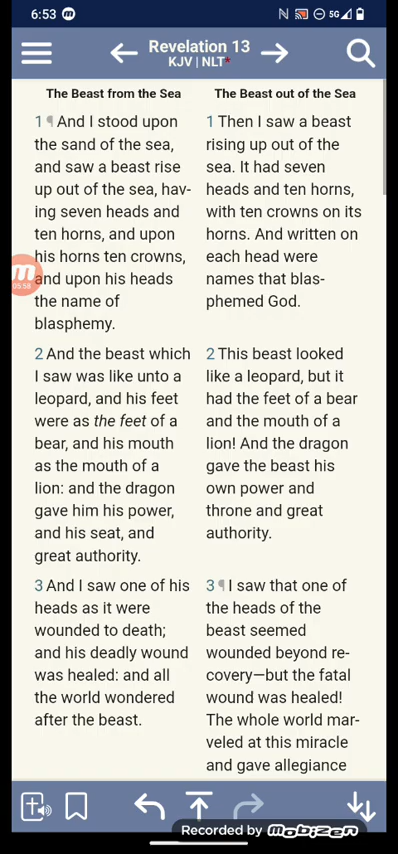 6:53
5G
Revelation 13
KJV | NLT*
The Beast from the Sea
1 ¶ And I stood upon
the sand of the sea,
and saw a beast rise
up out of the sea, hav-
ing seven heads and
ten horns, and upon
his horns ten crowns,
and upon his heads
the name of
blasphemy.
2 And the beast which
I saw was like unto a
leopard, and his feet
were as the feet of a
bear, and his mouth
as the mouth of a
lion: and the dragon
gave him his power,
and his seat, and
great authority.
3 And I saw one of his
heads as it were
wounded to death;
and his deadly wound
was healed: and all
the world wondered
after the beast.
The Beast out of the Sea
1 Then I saw a beast
rising up out of the
sea. It had seven
heads and ten horns,
with ten crowns on its
horns. And written on
each head were
names that blas-
phemed God.
2 This beast looked
like a leopard, but it
had the feet of a bear
and the mouth of a
lion! And the dragon
gave the beast his
own power and
throne and great
authority.
3 ¶ I saw that one of
the heads of the
beast seemed
wounded beyond re-
covery—but the fatal
wound was healed!
The whole world mar-
veled at this miracle
and gave allegiance
m
05:58
Recorded by mobizen